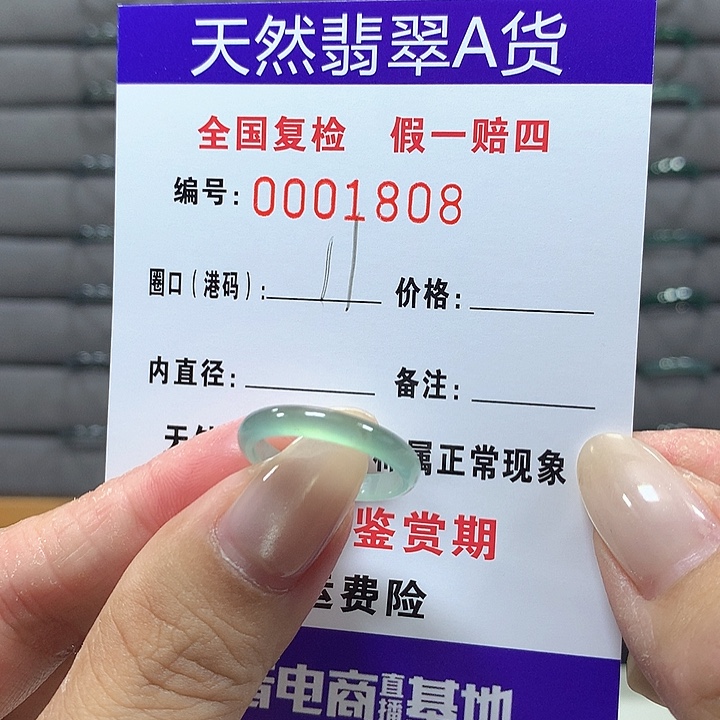 天然翡翠A货
全国复检 假一赔四
编号: 0001808
圈口(港码): 11 价格:
内直径: 备注:
天 属正常现象
鉴赏期
运费险
电商直播基地